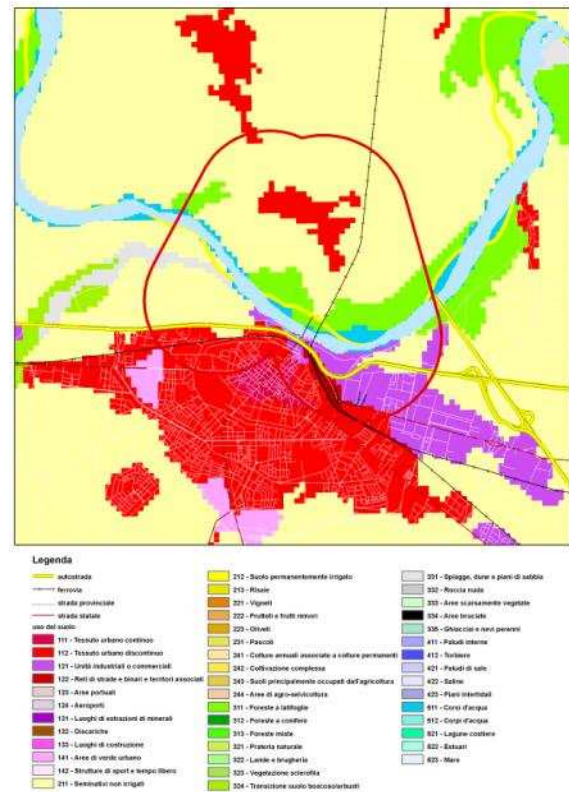 Legenda
autostrada
ferrovia
strada provinciale
strada statale
uso del suolo
111 - Tessuto urbano continuo
112 - Tessuto urbano discontinuo
121 - Unità industriali o commerciali
122 - Reti di strade e binari e territori associati
123 - Aree portuali
124 - Aeroporti
131 - Luoghi di estrazioni di minerali
132 - Discariche
133 - Luoghi di costruzione
141 - Aree di verde urbano
142 - Strutture di sport e tempo libero
211 - Seminativi non irrigati
212 - Suolo permanentemente irrigato
213 - Risaie
221 - Vigneti
222 - Frutteti e frutti minori
223 - Oliveti
231 - Pascoli
241 - Colture annuali associate a colture permanenti
242 - Coltivazione complessa
243 - Suoli principalmente occupati dall'agricoltura
244 - Aree di agro-selvicoltura
311 - Foreste a latifoglie
312 - Foreste a conifere
313 - Foreste miste
321 - Prateria naturale
322 - Lande e brugheria
323 - Vegetazione sclerofila
324 - Transizione suolo boscoso/arbusti
331 - Spiagge, dune e piani di sabbia
332 - Roccia nuda
333 - Aree scarsamente vegetate
334 - Aree bruciate
335 - Ghiacciai e nevi perenni
411 - Paludi interne
412 - Torbiere
421 - Paludi di sale
422 - Saline
423 - Piani intertidali
511 - Corsi d'acqua
512 - Corpi d'acqua
521 - Lagune costiere
522 - Estuari
523 - Mare